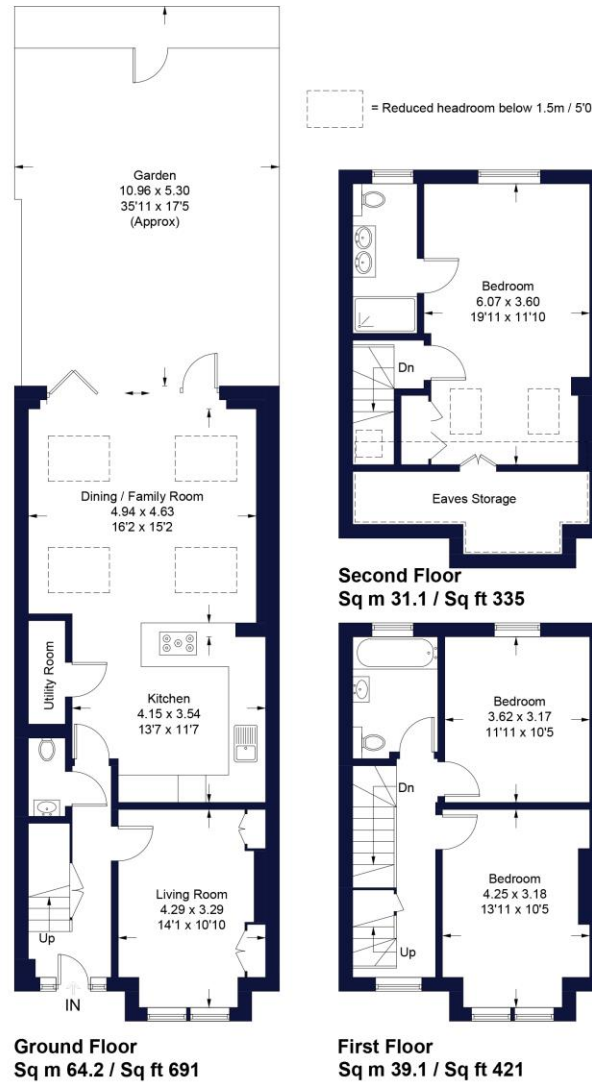 = Reduced headroom below 1.5m / 5'0
Garden
10.96 x 5.30
35'11 x 17'5
(Approx)
Dining / Family Room
4.94 x 4.63
16'2 x 15'2
Utility Room
Kitchen
4.15 x 3.54
13'7 x 11'7
Living Room
4.29 x 3.29
14'1 x 10'10
Up
IN
Ground Floor
Sq m 64.2 / Sq ft 691
Bedroom
6.07 x 3.60
19'11 x 11'10
Dn
Eaves Storage
Second Floor
Sq m 31.1 / Sq ft 335
Bedroom
3.62 x 3.17
11'11 x 10'5
Dn
Bedroom
4.25 x 3.18
13'11 x 10'5
Up
First Floor
Sq m 39.1 / Sq ft 421